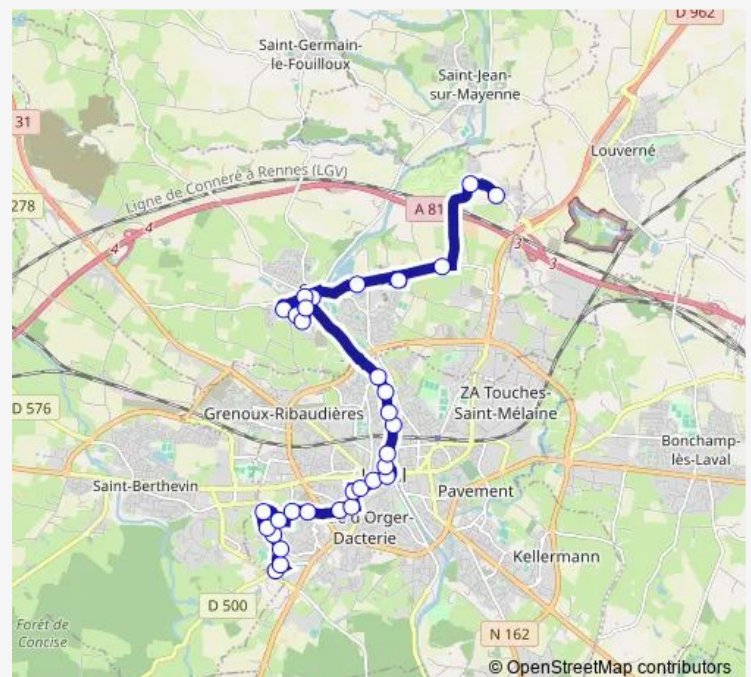 D 962
Saint-Germain
le-Fouilloux
Saint-Jean-
sur-Mayenne
31
Louverné
Ligne de Connerré à Rennes (LGV)
278
A 81
4
4
3
3
D 576
Grenoux-Ribaudières
ZA Touches-
Saint-Mélaine
Bonchamp-
lès-Laval
Saint-Berthevin
Pavement
d'Orger-
Dacterie
Kellermann
D 500
Forêt de
Concise
N 162
© OpenStreetMap contributors